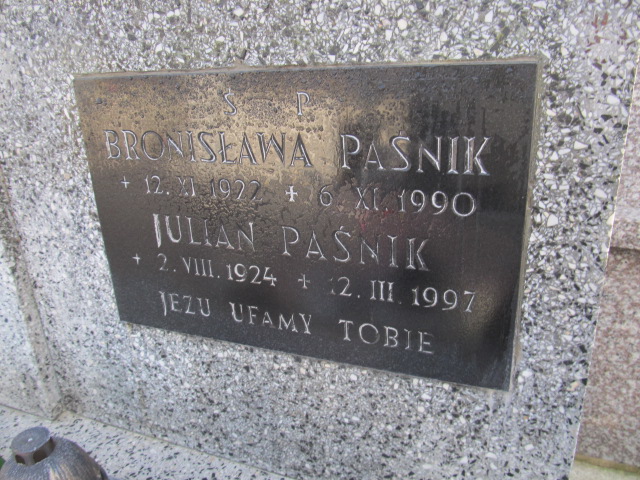 Ś P
BRONISŁAWA PAŚNIK
+ 12. XI. 1922 + 6. XI. 1990
JULIAN PAŚNIK
+ 2. VIII. 1924 + 12. III. 1997
JEZU UFAMY TOBIE